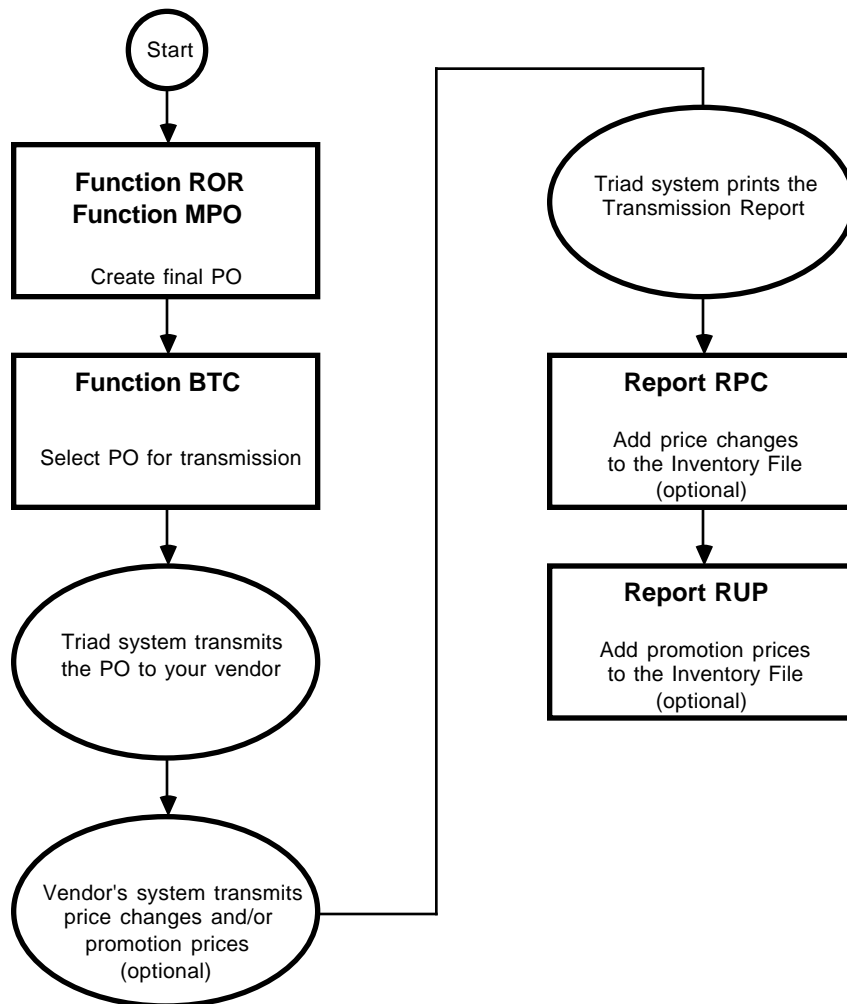 Start
Function ROR
Function MPO
Create final PO
Function BTC
Select PO for transmission
Triad system transmits
the PO to your vendor
Vendor's system transmits
price changes and/or
promotion prices
(optional)
Triad system prints the
Transmission Report
Report RPC
Add price changes
to the Inventory File
(optional)
Report RUP
Add promotion prices
to the Inventory File
(optional)